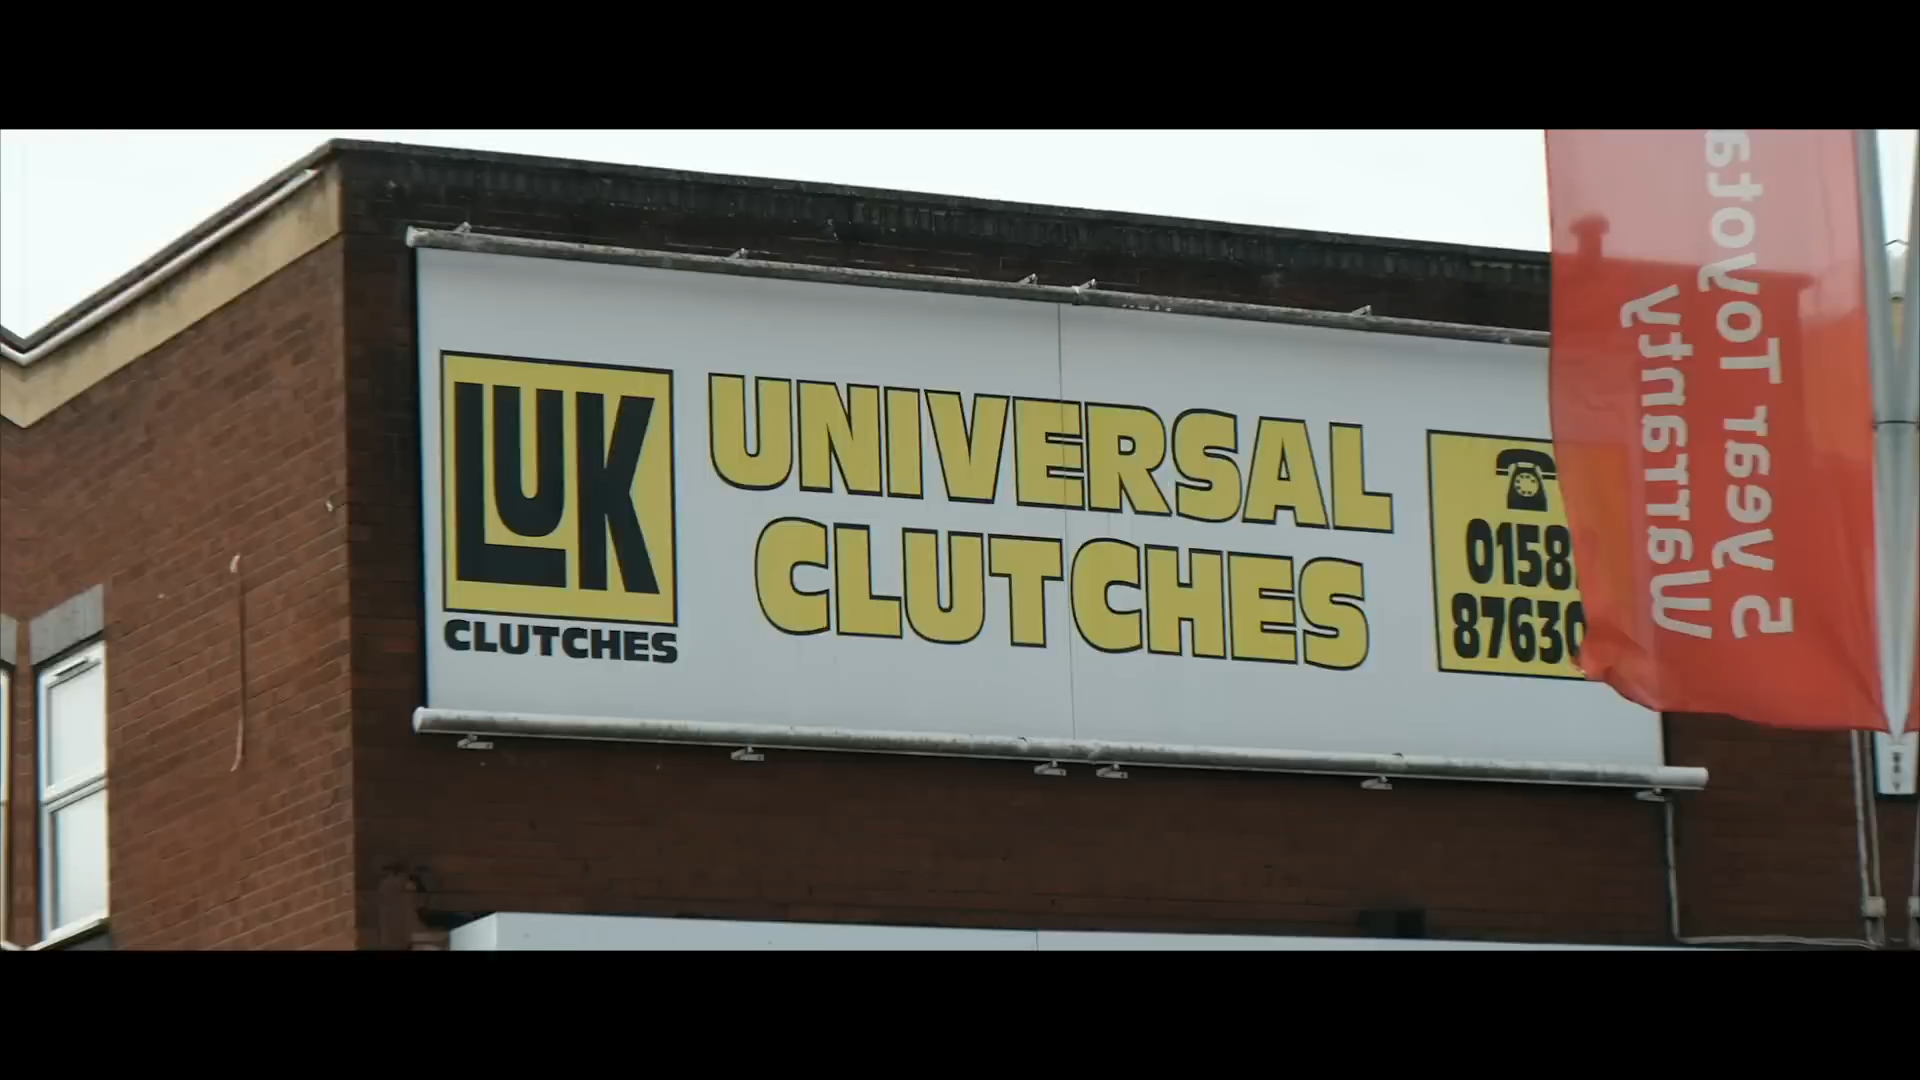 LUK
CLUTCHES
UNIVERSAL
CLUTCHES
0158
87630
5 year Toyota
Warranty